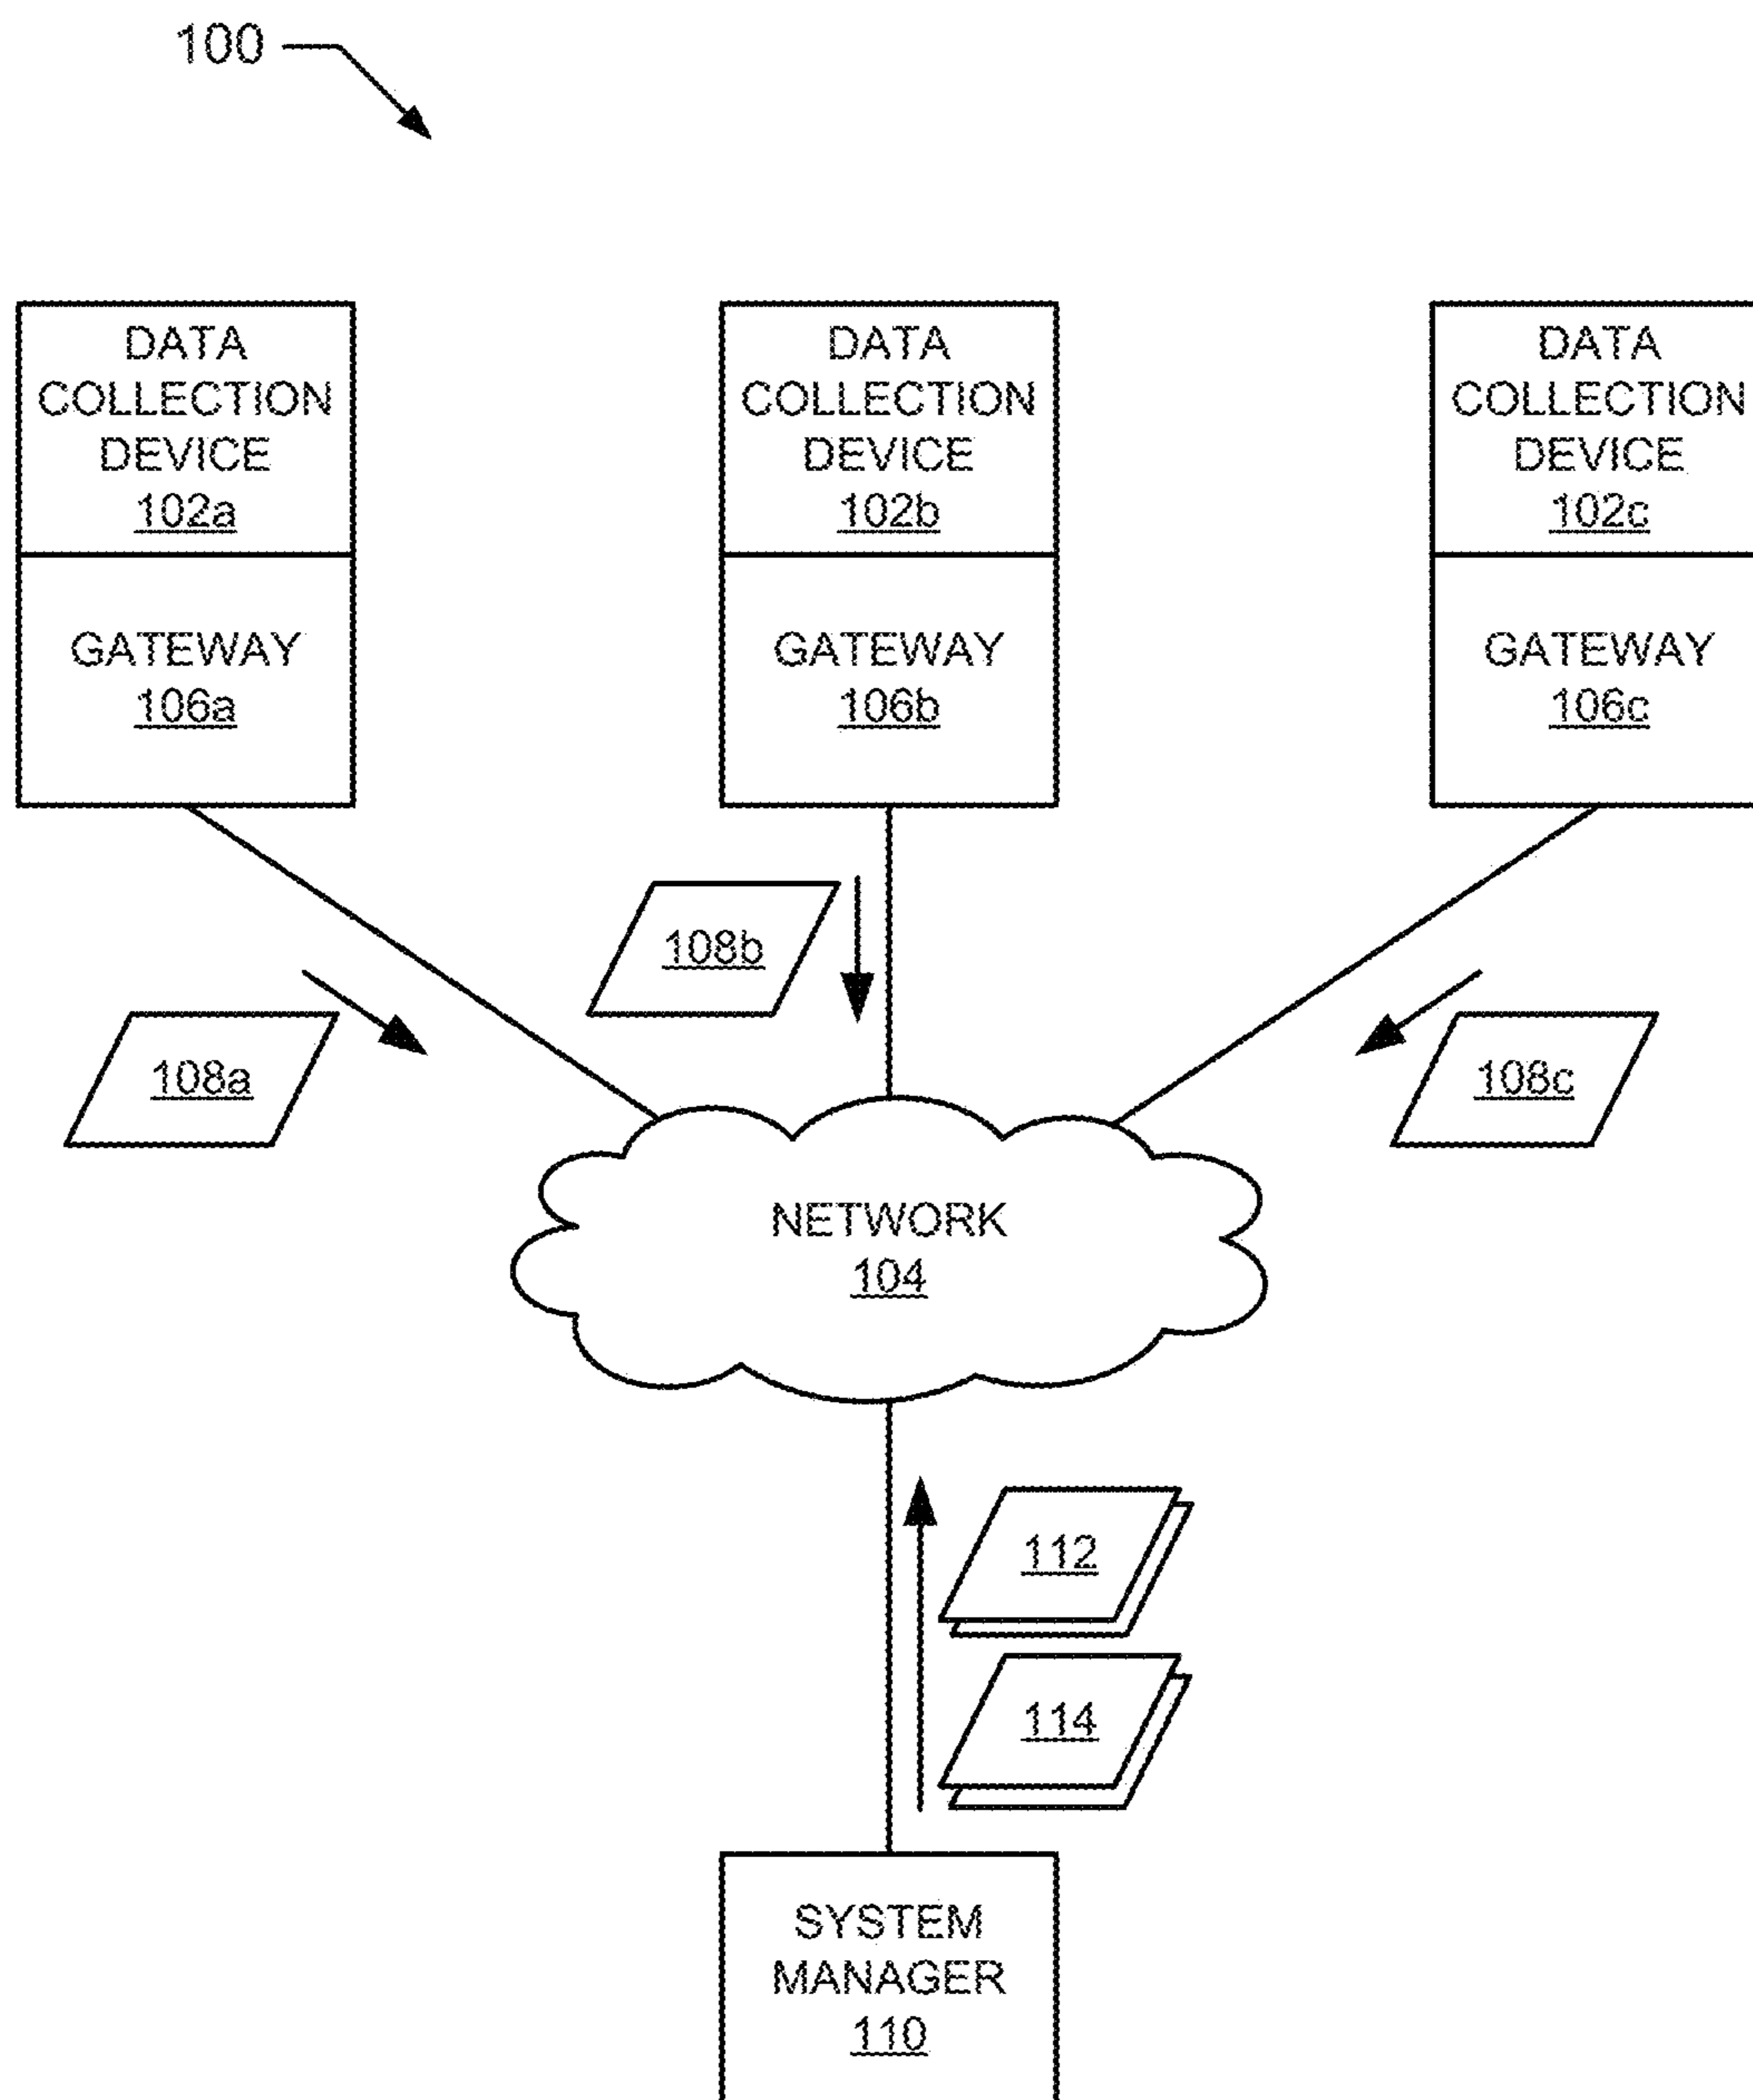 100
DATA
COLLECTION
DEVICE
102a
GATEWAY
106a
DATA
COLLECTION
DEVICE
102b
GATEWAY
106b
DATA
COLLECTION
DEVICE
102c
GATEWAY
106c
108b
108a
108c
NETWORK
104
112
114
SYSTEM
MANAGER
110